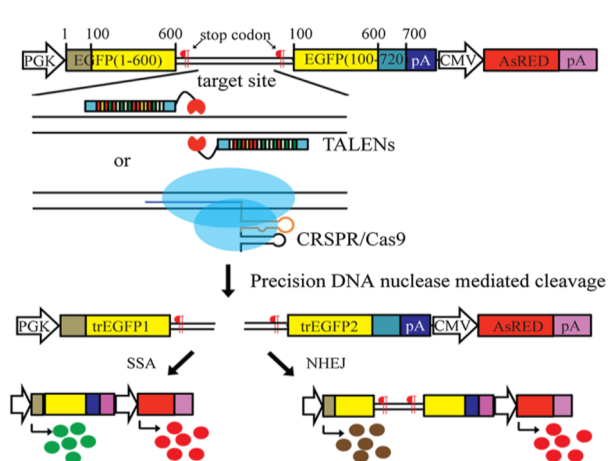 stop codon
1 100 600 100 600 700
PGK EGFP(1-600) EGFP(100-720 pA CMV AsRED pA
target site
TALENs
or
CRSPR/Cas9
Precision DNA nuclease mediated cleavage
PGK trEGFP1 trEGFP2 pA CMV AsRED pA
SSA NHEJ